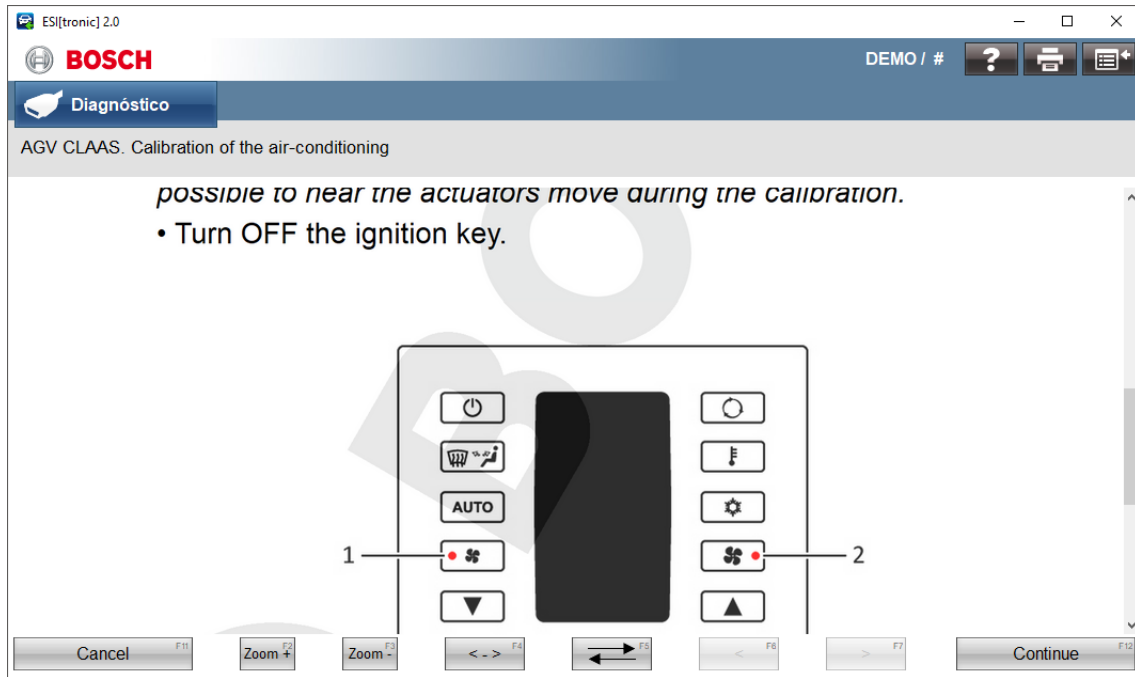 ESI[tronic] 2.0
BOSCH
DEMO / #
?
Diagnóstico
AGV CLAAS. Calibration of the air-conditioning
possible to hear the actuators move during the calibration.
• Turn OFF the ignition key.
AUTO
1
2
Cancel F11
Zoom + F2
Zoom - F3
< - > F4
F5
< F6
> F7
Continue F12
B O